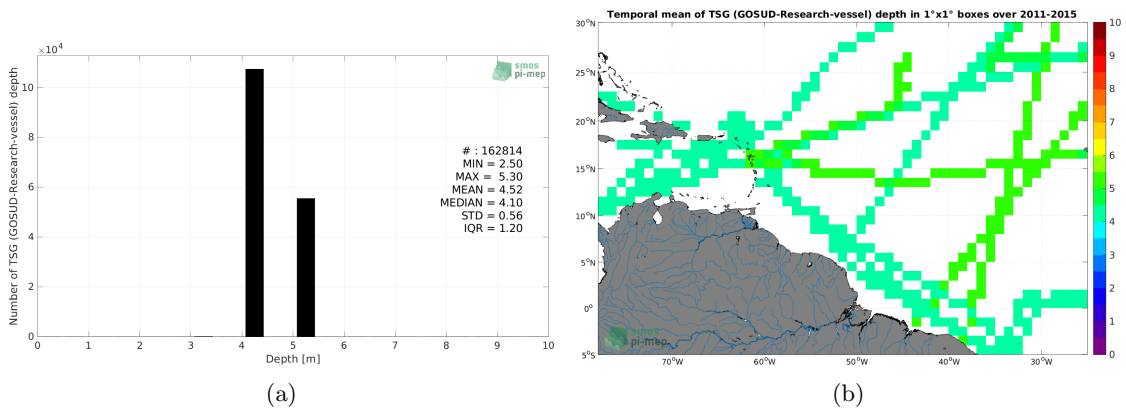 ×10⁴
smos
pi-mep
Number of TSG (GOSUD-Research-vessel) depth
10
8
6
4
2
0
# : 162814
MIN = 2.50
MAX = 5.30
MEAN = 4.52
MEDIAN = 4.10
STD = 0.56
IQR = 1.20
0 1 2 3 4 5 6 7 8 9 10
Depth [m]
(a)
Temporal mean of TSG (GOSUD-Research-vessel) depth in 1°x1° boxes over 2011-2015
30°N
25°N
20°N
15°N
10°N
5°N
0°
5°S
70°W 60°W 50°W 40°W 30°W
smos
pi-mep
10
9
8
7
6
5
4
3
2
1
0
(b)